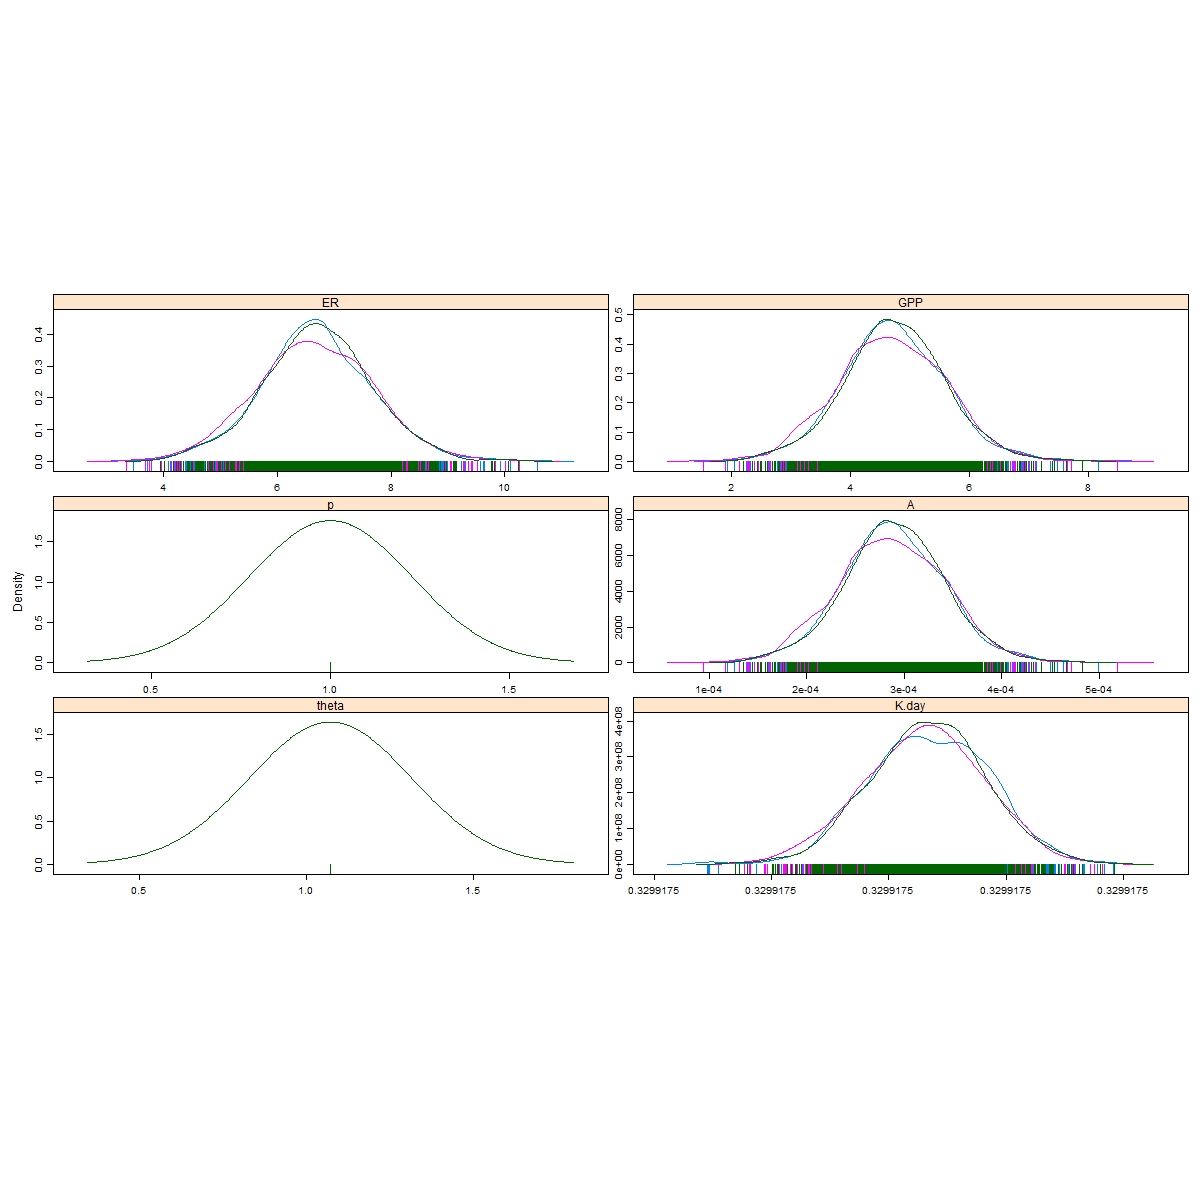 ER
0.0 0.1 0.2 0.3 0.4
4 6 8 10
GPP
0.0 0.1 0.2 0.3 0.4 0.5
2 4 6 8
p
0.0 0.5 1.0 1.5
0.5 1.0 1.5
A
0 2000 4000 6000 8000
1e-04 2e-04 3e-04 4e-04 5e-04
Density
theta
0.0 0.5 1.0 1.5
0.5 1.0 1.5
K.day
0e+00 1e+08 2e+08 3e+08 4e+08
0.3299175 0.3299175 0.3299175 0.3299175 0.3299175